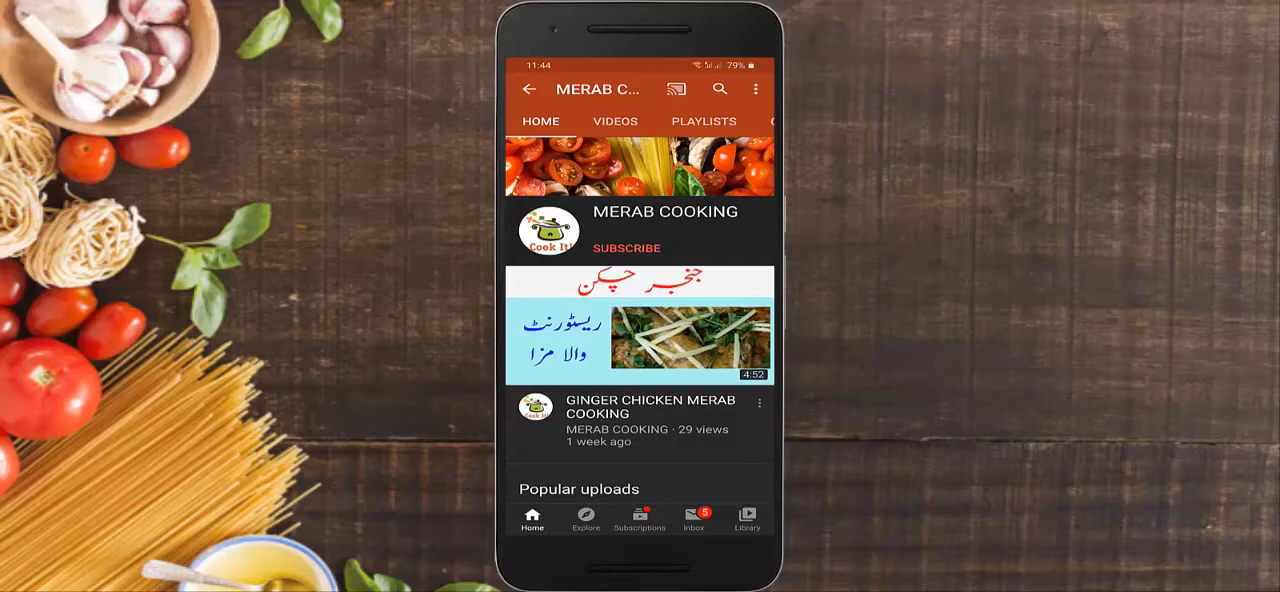 11:44
79%
MERAB C...
HOME VIDEOS PLAYLISTS
MERAB COOKING
Cook It!
SUBSCRIBE
جنجر چکن
ریسٹورنٹ
والا مزا
4:52
GINGER CHICKEN MERAB
COOKING
Cook It!
MERAB COOKING · 29 views
1 week ago
Popular uploads
5
Home Explore Subscriptions Inbox Library